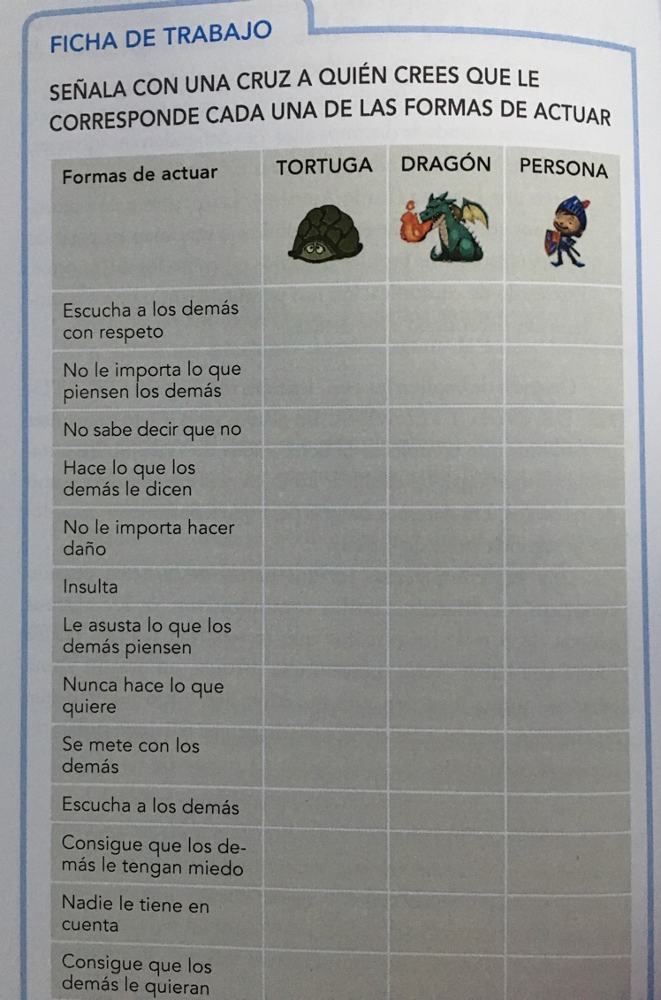 FICHA DE TRABAJO
SEÑALA CON UNA CRUZ A QUIÉN CREES QUE LE
CORRESPONDE CADA UNA DE LAS FORMAS DE ACTUAR
Formas de actuar TORTUGA DRAGÓN PERSONA
Escucha a los demás
con respeto
No le importa lo que
piensen los demás
No sabe decir que no
Hace lo que los
demás le dicen
No le importa hacer
daño
Insulta
Le asusta lo que los
demás piensen
Nunca hace lo que
quiere
Se mete con los
demás
Escucha a los demás
Consigue que los de-
más le tengan miedo
Nadie le tiene en
cuenta
Consigue que los
demás le quieran